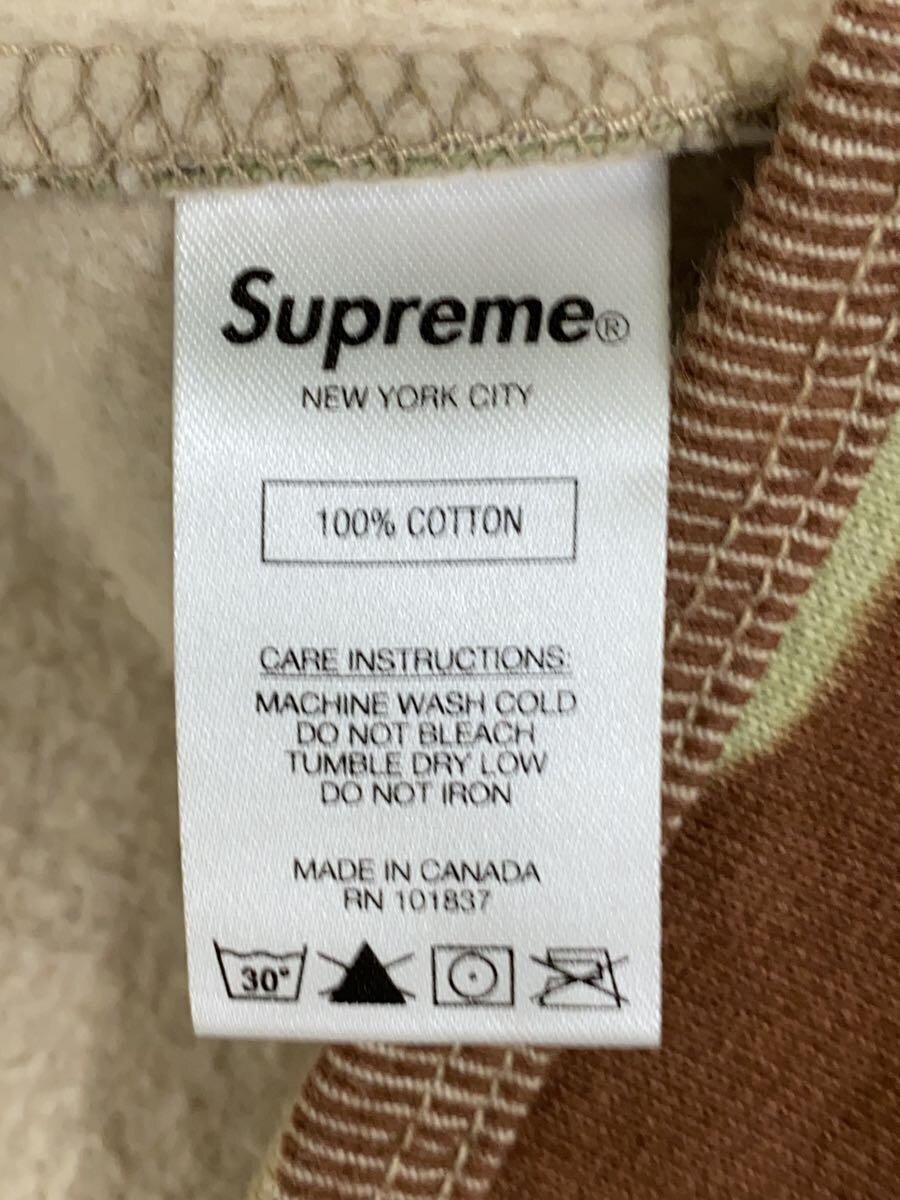 Supreme®
NEW YORK CITY
100% COTTON
CARE INSTRUCTIONS:
MACHINE WASH COLD
DO NOT BLEACH
TUMBLE DRY LOW
DO NOT IRON
MADE IN CANADA
RN 101837
30°